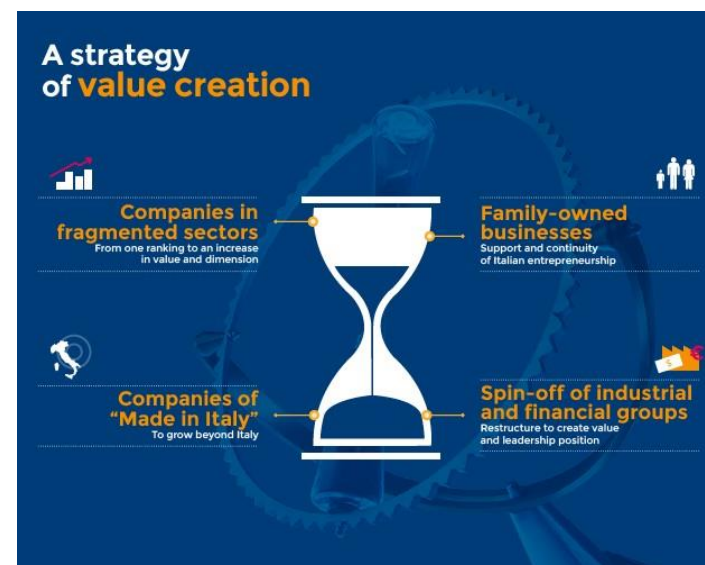 A strategy
of value creation
Companies in
fragmented sectors
From one ranking to an increase
in value and dimension
Family-owned
businesses
Support and continuity
of Italian entrepreneurship
Companies of
“Made in Italy”
To grow beyond Italy
Spin-off of industrial
and financial groups
Restructure to create value
and leadership position
$
€